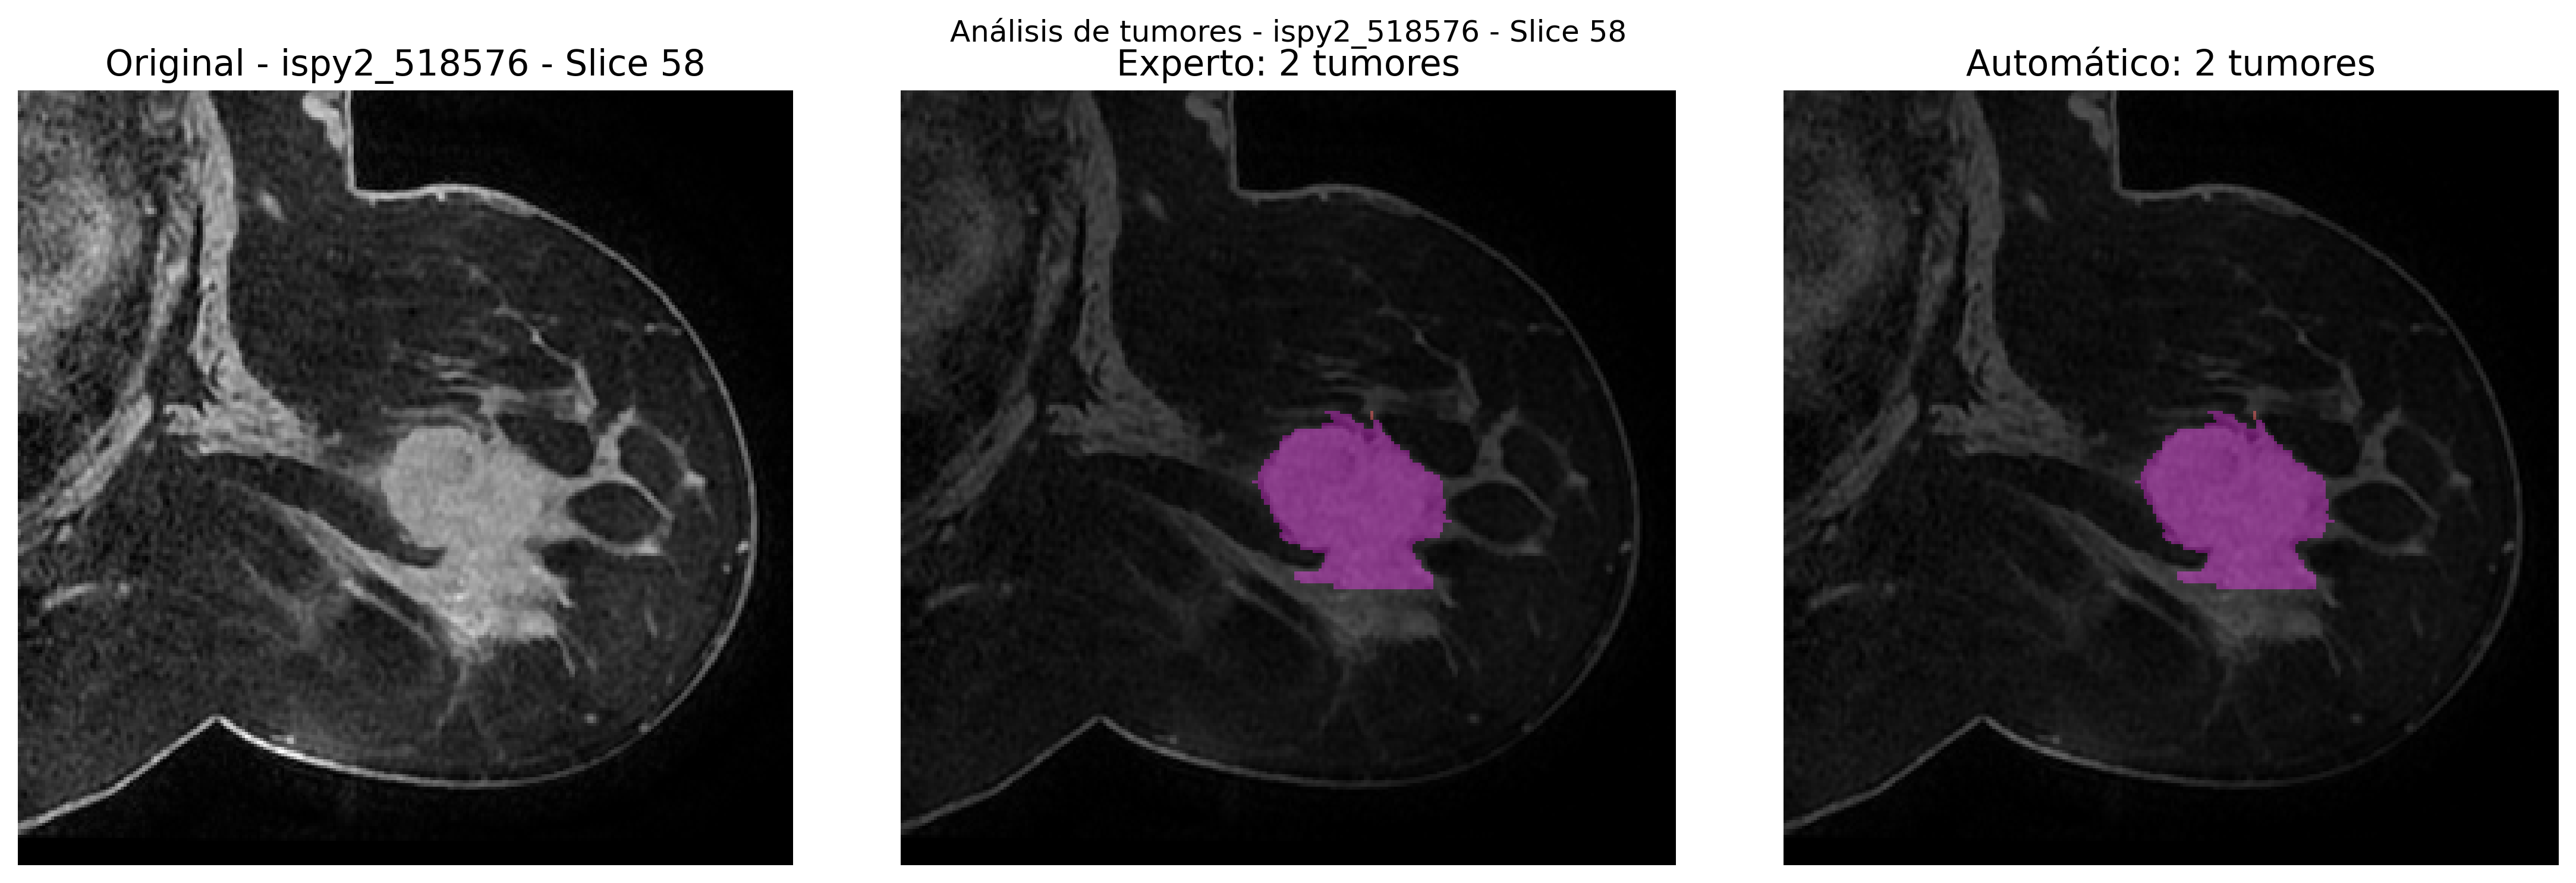 Análisis de tumores - ispy2_518576 - Slice 58
Original - ispy2_518576 - Slice 58
Experto: 2 tumores
Automático: 2 tumores